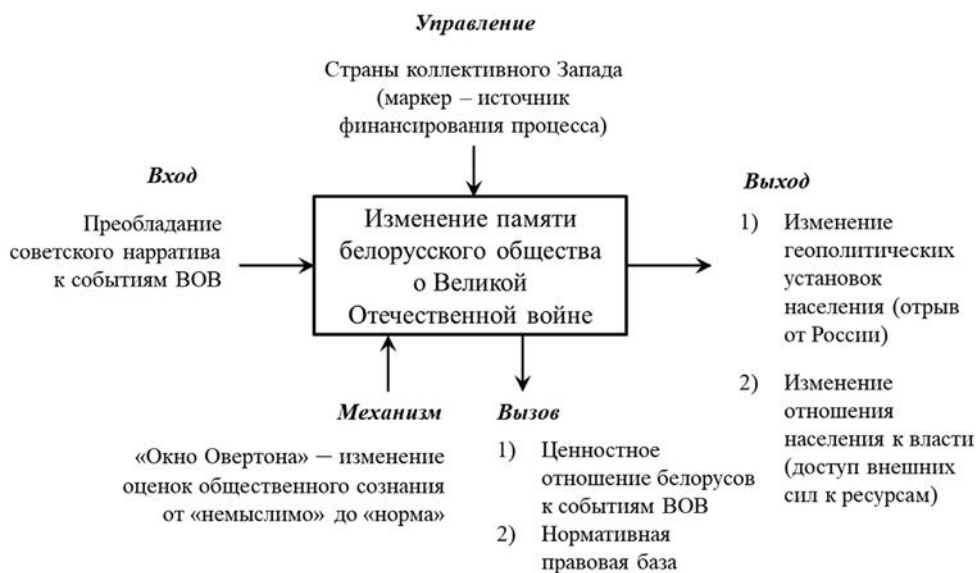 Управление
Страны коллективного Запада
(маркер – источник
финансирования процесса)
Вход
Преобладание
советского нарратива
к событиям ВОВ
Изменение памяти
белорусского общества
о Великой
Отечественной войне
Выход
1) Изменение
геополитических
установок
населения (отрыв
от России)
2) Изменение
отношения
населения к власти
(доступ внешних
сил к ресурсам)
Механизм
«Окно Овертона» — изменение
оценок общественного сознания
от «немыслимо» до «норма»
Вызов
1) Ценностное
отношение белорусов
к событиям ВОВ
2) Нормативная
правовая база